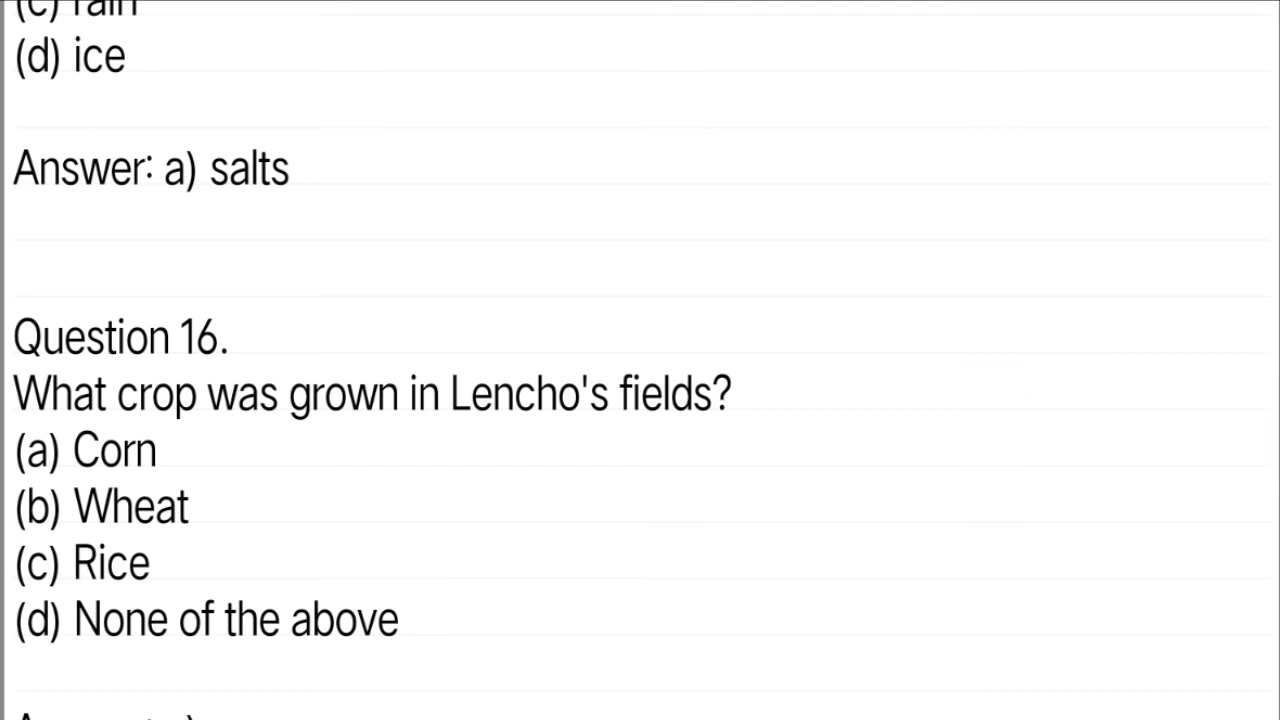 (c) rain
(d) ice
Answer: a) salts
Question 16.
What crop was grown in Lencho's fields?
(a) Corn
(b) Wheat
(c) Rice
(d) None of the above